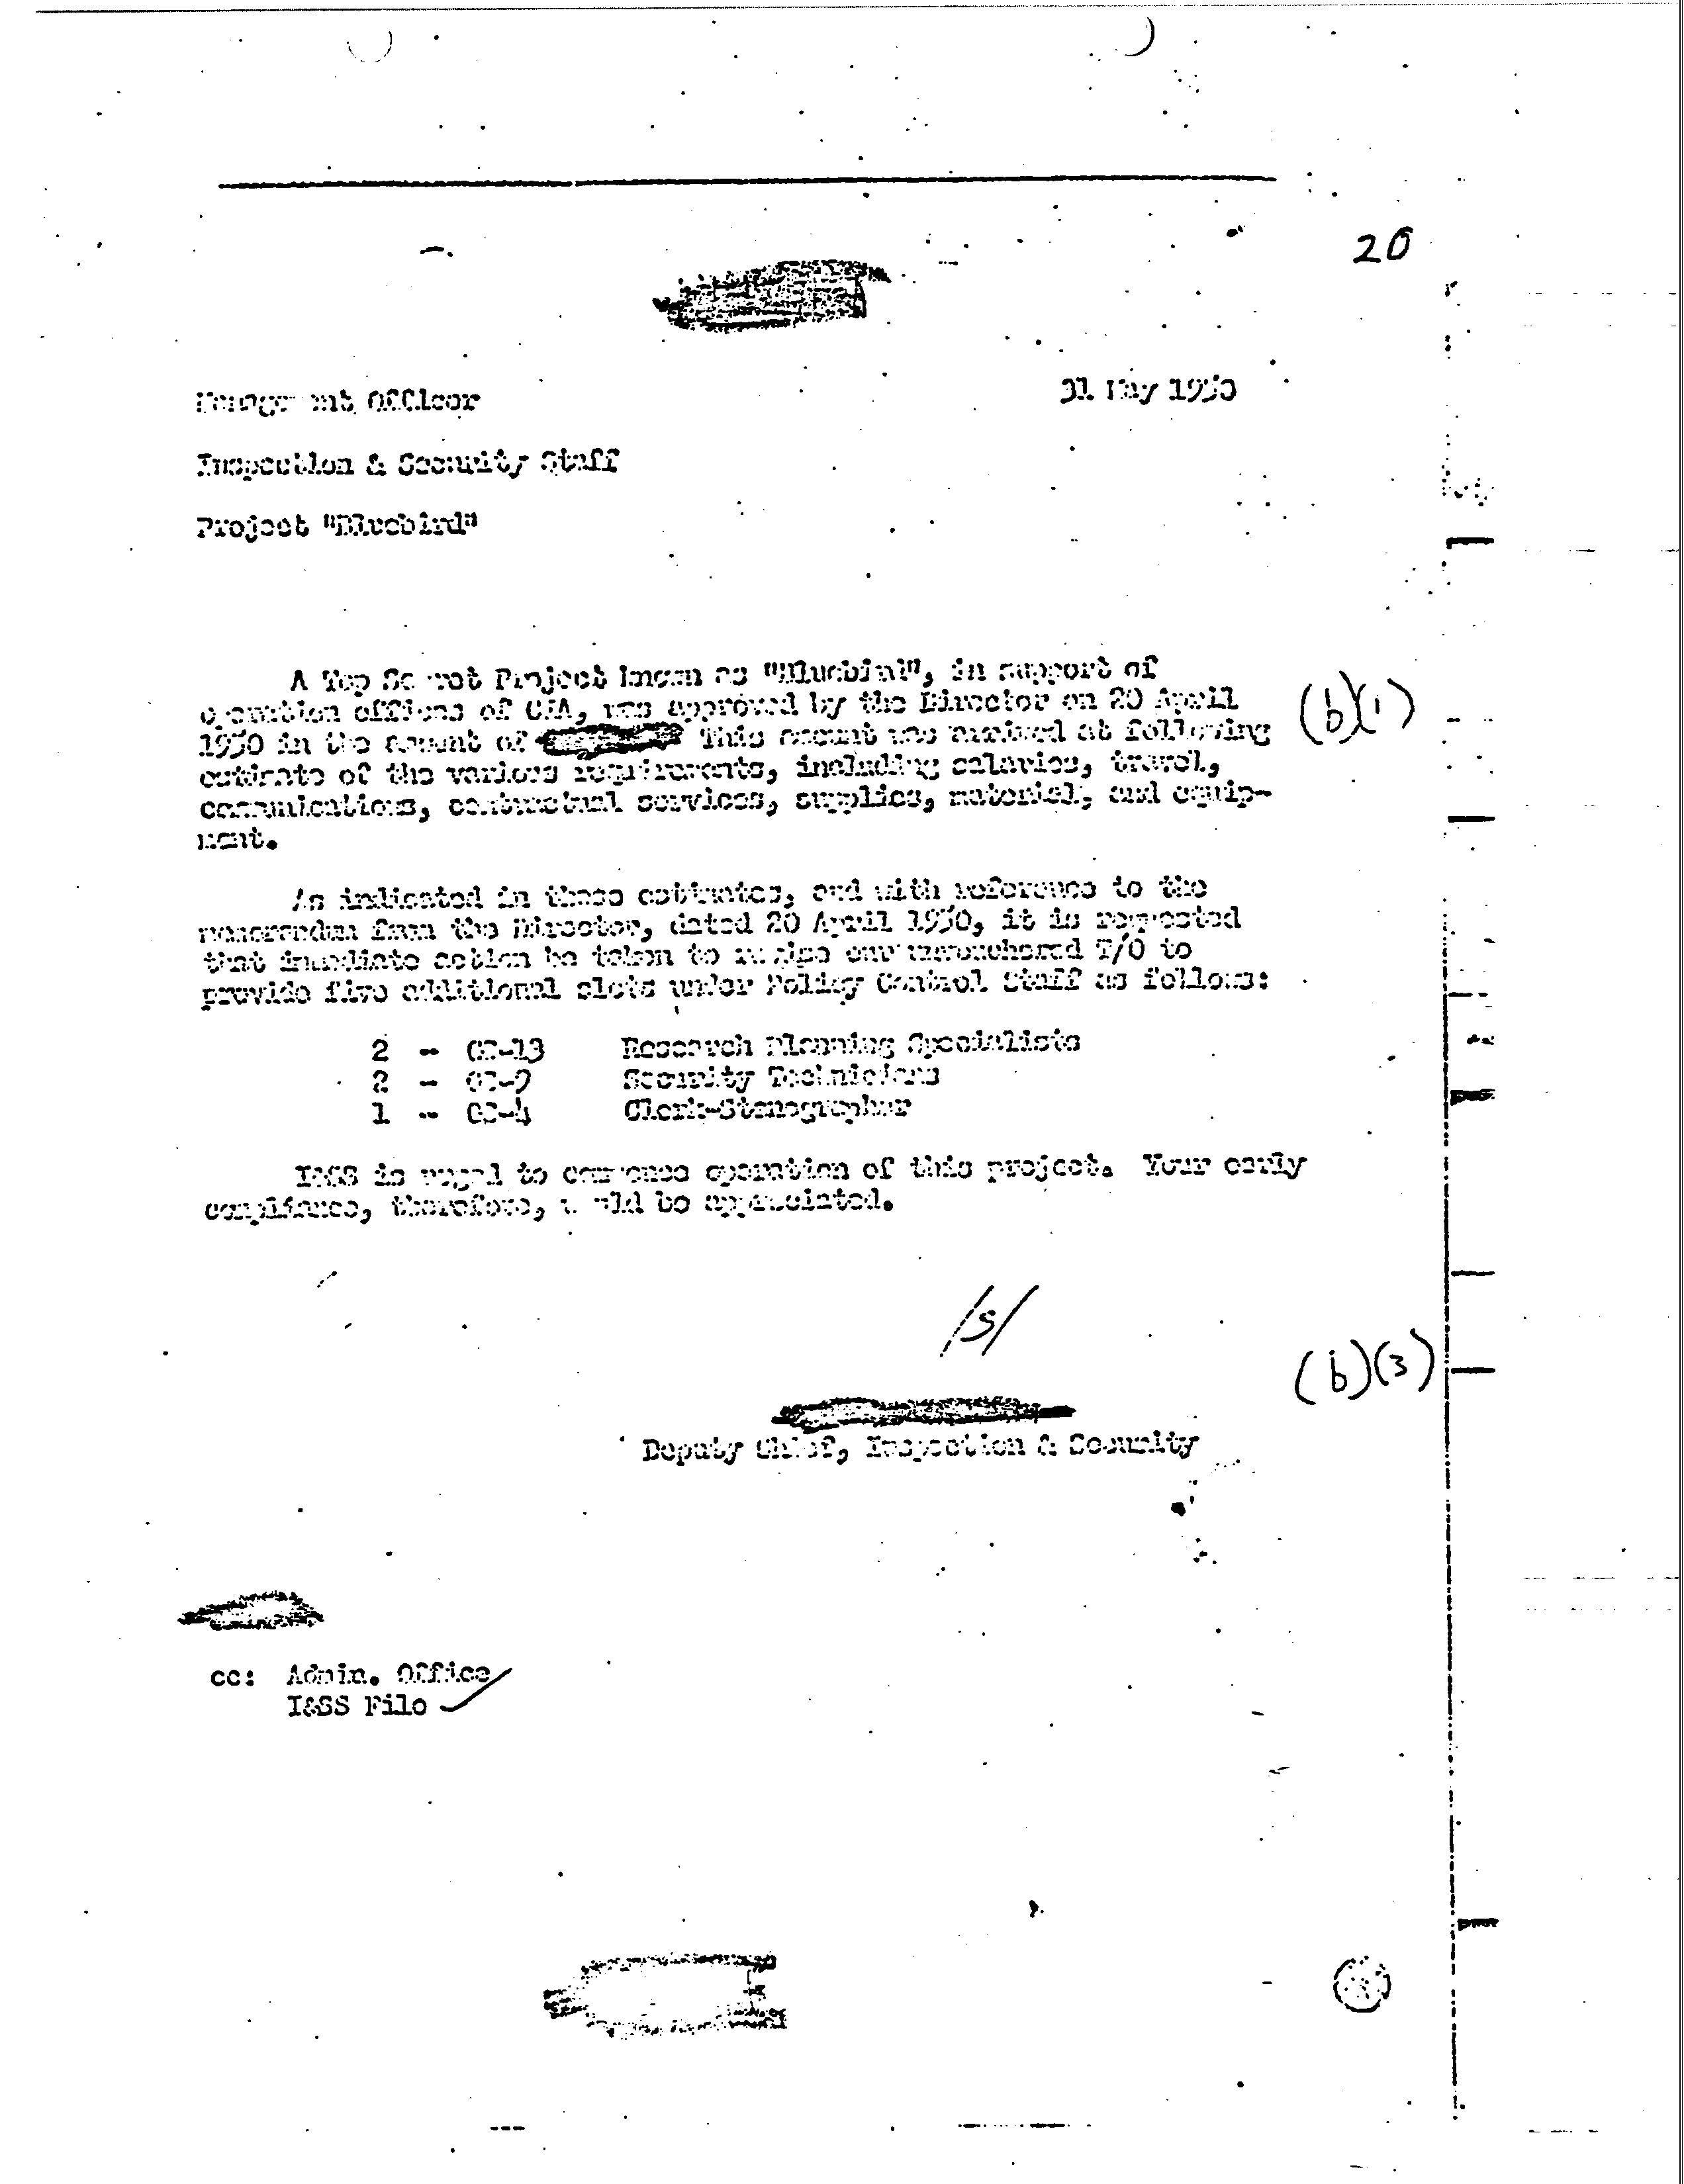 20
Management Officer
31 May 1950
Inspection & Security Staff
Project "Bluebird"
A Top Secret Project known as "Bluebird", in support of
operation offices of CIA, was approved by the Director on 20 April
1950 in the amount of This amount was arrived at following
estimate of the various requirements, including salaries, travel,
communications, contractual services, supplies, material, and equip-
ment.
(b)(1)
As indicated in these estimates, and with reference to the
memorandum from the Director, dated 20 April 1950, it is requested
that immediate action be taken to revise our unvouchered T/O to
provide five additional slots under Policy Control Staff as follows:
2 - GS-13 Research Planning Specialists
2 - GS-9 Security Technicians
1 - GS-4 Clerk-Stenographer
I&SS is urged to commence operation of this project. Your early
compliance, therefore, would be appreciated.
/s/
(b)(3)
Deputy Chief, Inspection & Security
cc: Admin. Office
I&SS File